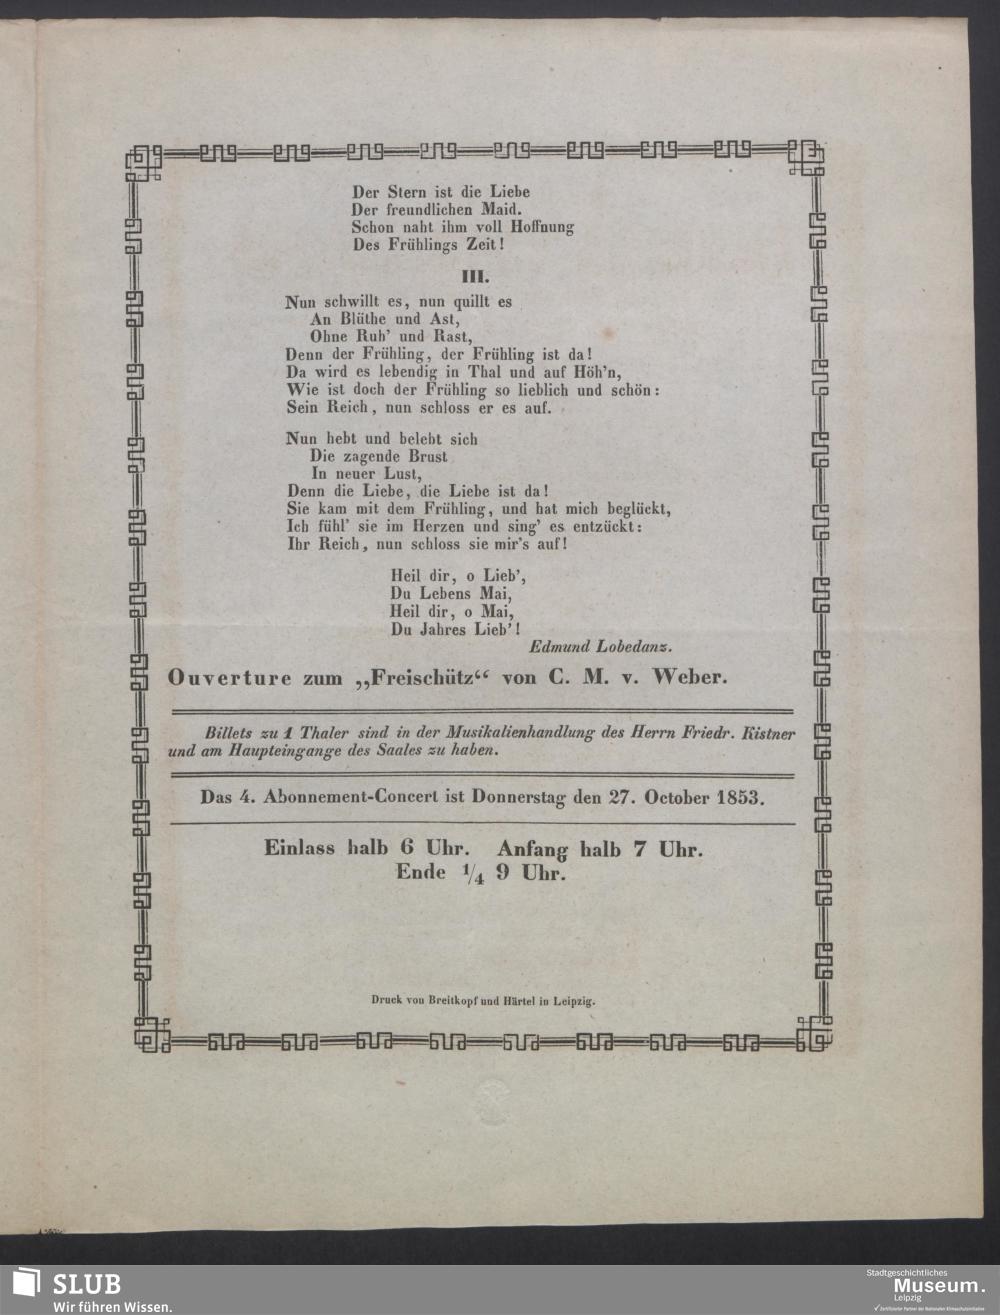 Der Stern ist die Liebe
Der freundlichen Maid.
Schon naht ihm voll Hoffnung
Des Frühlings Zeit!
III.
Nun schwillt es, nun quillt es
An Blüthe und Ast,
Ohne Ruh' und Rast,
Denn der Frühling, der Frühling ist da!
Da wird es lebendig in Thal und auf Höh'n,
Wie ist doch der Frühling so lieblich und schön:
Sein Reich, nun schloss er es auf.
Nun hebt und belebt sich
Die zagende Brust
In neuer Lust,
Denn die Liebe, die Liebe ist da!
Sie kam mit dem Frühling, und hat mich beglückt,
Ich fühl' sie im Herzen und sing' es entzückt:
Ihr Reich, nun schloss sie mir's auf!
Heil dir, o Lieb',
Du Lebens Mai,
Heil dir, o Mai,
Du Jahres Lieb'!
Edmund Lobedanz.
Ouverture zum „Freischütz“ von C. M. v. Weber.
Billets zu 1 Thaler sind in der Musikalienhandlung des Herrn Friedr. Kistner
und am Haupteingange des Saales zu haben.
Das 4. Abonnement-Concert ist Donnerstag den 27. October 1853.
Einlass halb 6 Uhr. Anfang halb 7 Uhr.
Ende 1/4 9 Uhr.
Druck von Breitkopf und Härtel in Leipzig.
SLUB
Wir führen Wissen.
Stadtgeschichtliches
Museum.
Leipzig
Zertifizierter Partner der Nationalen Klimaschutzinitiative